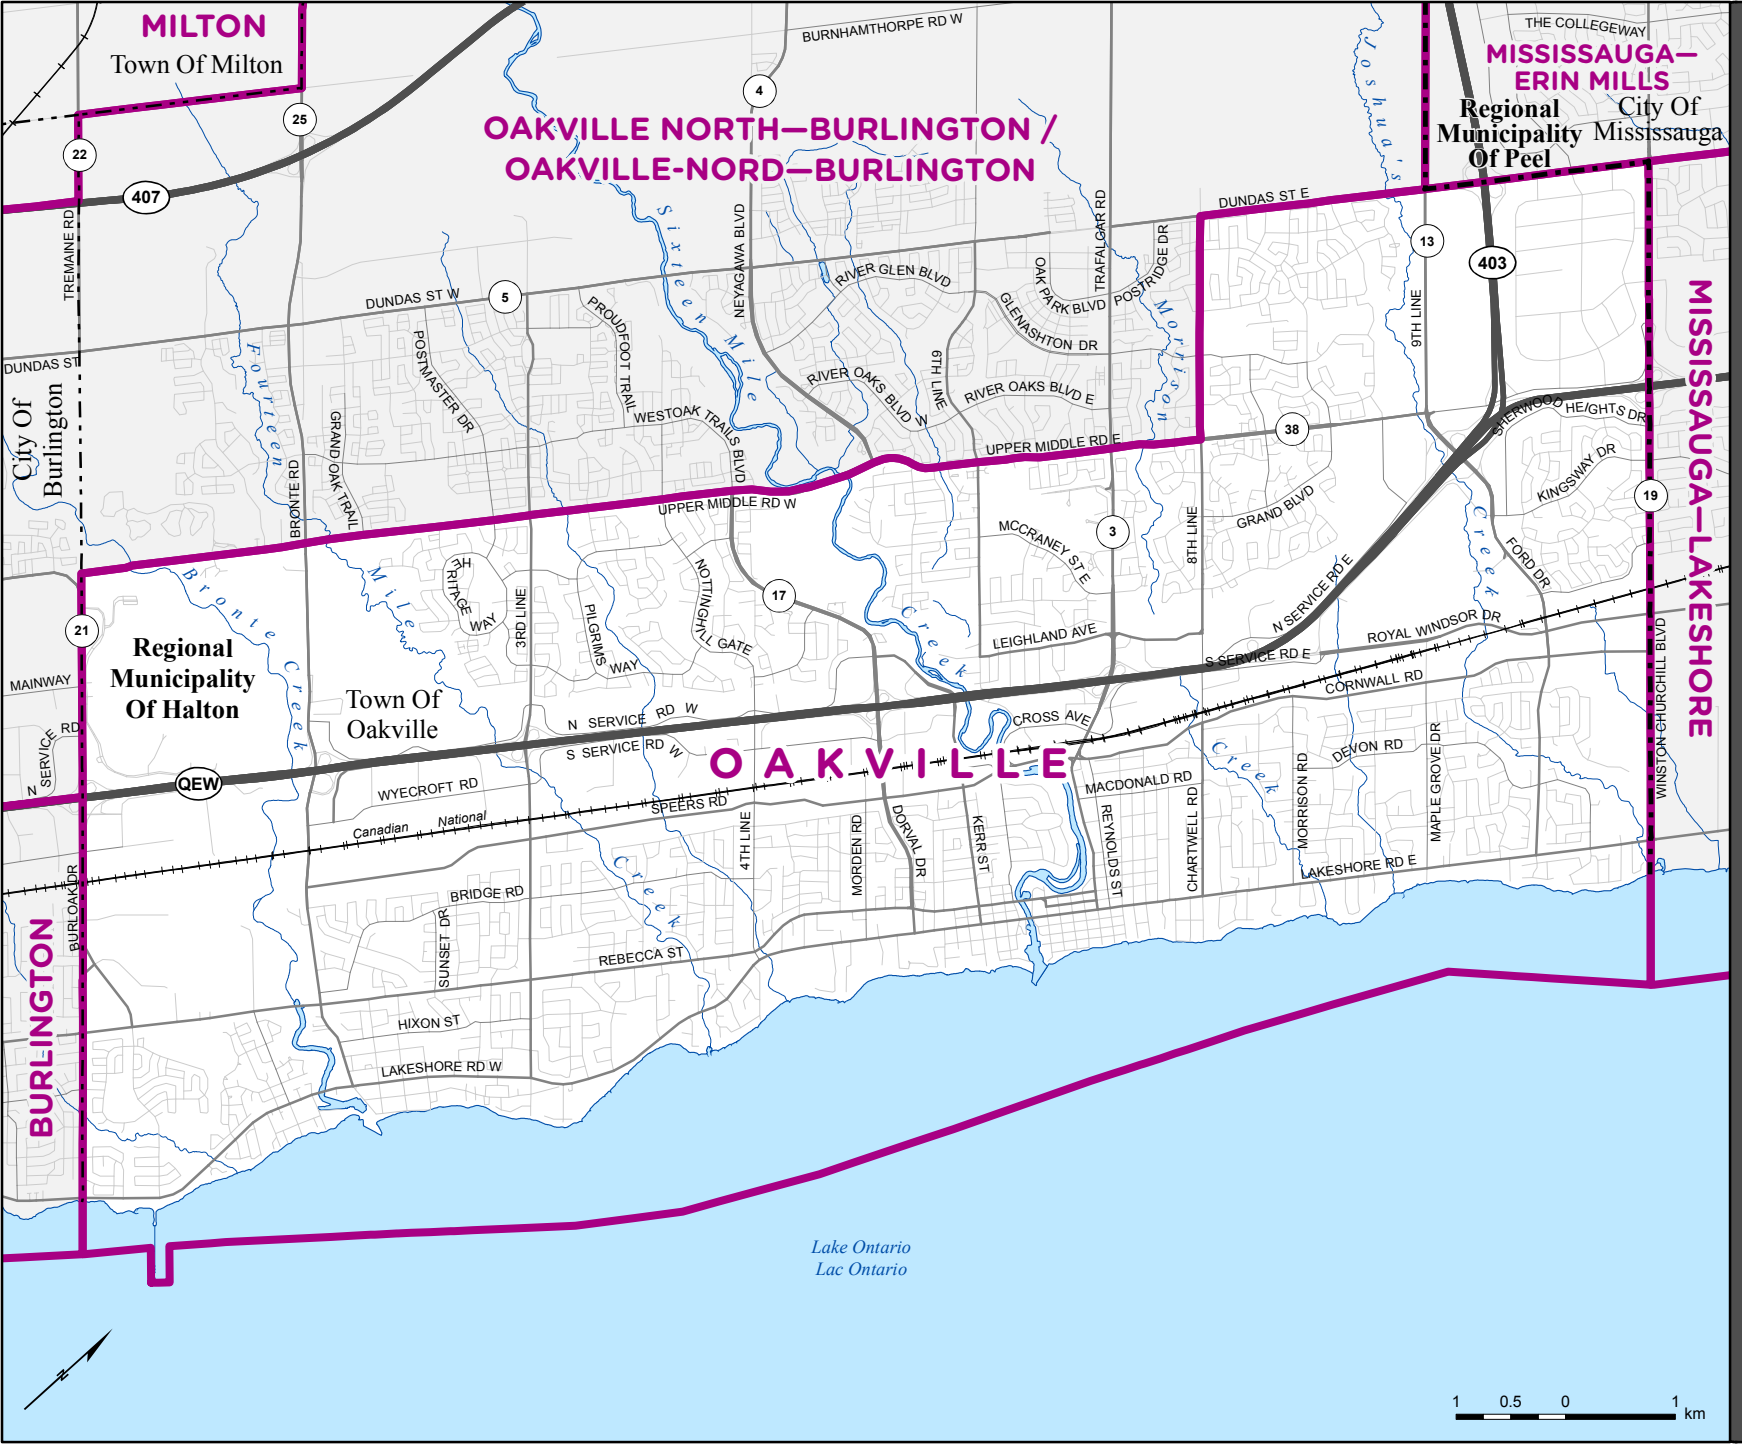 MILTON
Town Of Milton
BURNHAMTHORPE RD W
THE COLLEGEWAY
MISSISSAUGA—
ERIN MILLS
City Of
Mississauga
Regional
Municipality
Of Peel
Joshua's
4
25
22
407
OAKVILLE NORTH—BURLINGTON /
OAKVILLE-NORD—BURLINGTON
DUNDAS ST E
TREMAINE RD
NEYAGAWA BLVD
TRAFALGAR RD
POSTRIDGE DR
13
403
Sixteen Mile
RIVER GLEN BLVD
OAK PARK BLVD
GLENASHTON DR
DUNDAS ST W
5
PROUDFOOT TRAIL
POSTMASTER DR
9TH LINE
Morrison
DUNDAS ST
City Of
Burlington
Fourteen
GRAND OAK TRAIL
BRONTE RD
WESTOAK TRAILS BLVD
RIVER OAKS BLVD W
6TH LINE
RIVER OAKS BLVD E
UPPER MIDDLE RD E
38
SHERWOOD HEIGHTS DR
KINGSWAY DR
MISSISSAUGA—LAKESHORE
19
UPPER MIDDLE RD W
GRAND BLVD
MCCRANEY ST E
3
8TH LINE
Creek
FORD DR
N SERVICE RD E
Bronte
Creek
Mile
HERITAGE WAY
3RD LINE
PILGRIMS WAY
NOTTINGHILL GATE
17
Creek
LEIGHLAND AVE
S SERVICE RD E
ROYAL WINDSOR DR
21
Regional
Municipality
Of Halton
MAINWAY
N SERVICE RD
Town Of
Oakville
N SERVICE RD W
S SERVICE RD W
CROSS AVE
CORNWALL RD
WINSTON CHURCHILL BLVD
OAKVILLE
QEW
WYECROFT RD
Canadian National
SPEERS RD
MACDONALD RD
Creek
DEVON RD
MORRISON RD
MAPLE GROVE DR
4TH LINE
MORDEN RD
DORVAL DR
KERR ST
REYNOLDS ST
CHARTWELL RD
LAKESHORE RD E
BURLOAK DR
BURLINGTON
BRIDGE RD
SUNSET DR
Creek
REBECCA ST
HIXON ST
LAKESHORE RD W
Lake Ontario
Lac Ontario
N
1 0.5 0 1
km